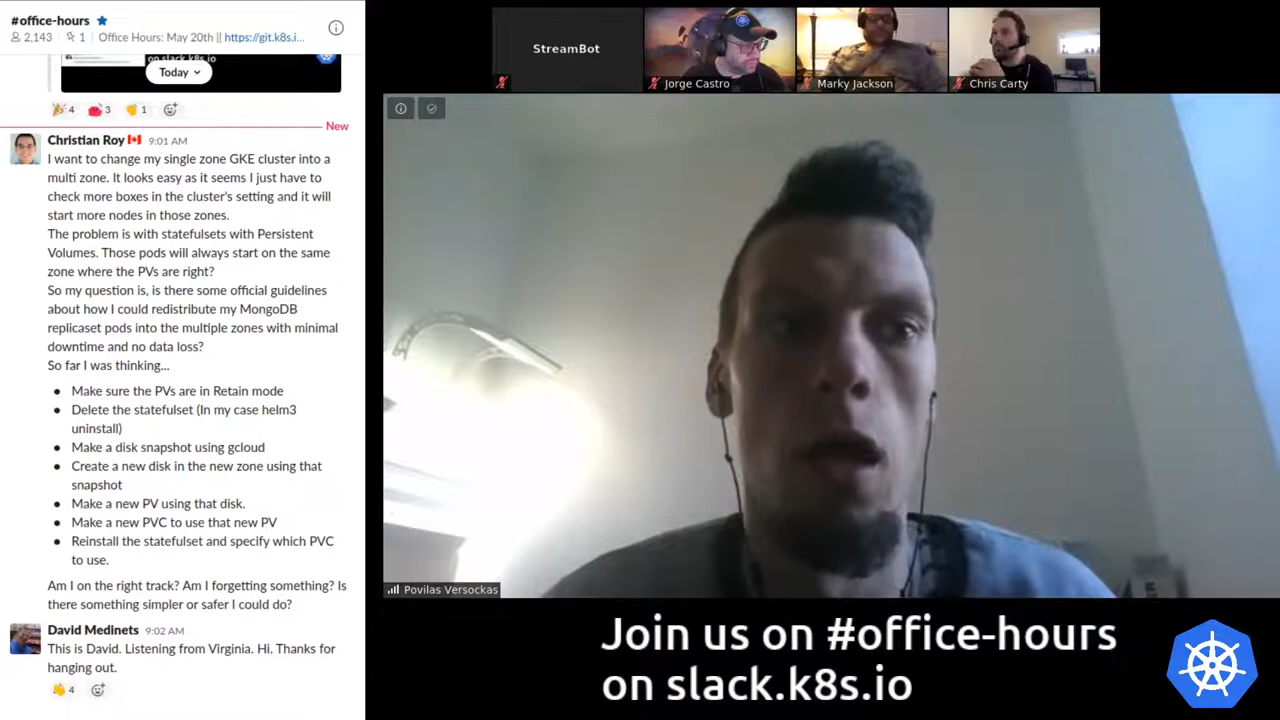 #office-hours
2,143 | 1 | Office Hours: May 20th || https://git.k8s.i...
on slack.k8s.io
Today
4 3 1
New
Christian Roy 9:01 AM
I want to change my single zone GKE cluster into a
multi zone. It looks easy as it seems I just have to
check more boxes in the cluster's setting and it will
start more nodes in those zones.
The problem is with statefulsets with Persistent
Volumes. Those pods will always start on the same
zone where the PVs are right?
So my question is, is there some official guidelines
about how I could redistribute my MongoDB
replicaset pods into the multiple zones with minimal
downtime and no data loss?
So far I was thinking...
• Make sure the PVs are in Retain mode
• Delete the statefulset (In my case helm3
uninstall)
• Make a disk snapshot using gcloud
• Create a new disk in the new zone using that
snapshot
• Make a new PV using that disk.
• Make a new PVC to use that new PV
• Reinstall the statefulset and specify which PVC
to use.
Am I on the right track? Am I forgetting something? Is
there something simpler or safer I could do?
David Medinets 9:02 AM
This is David. Listening from Virginia. Hi. Thanks for
hanging out.
4
StreamBot
Jorge Castro
Marky Jackson
Chris Carty
Povilas Versockas
Join us on #office-hours
on slack.k8s.io